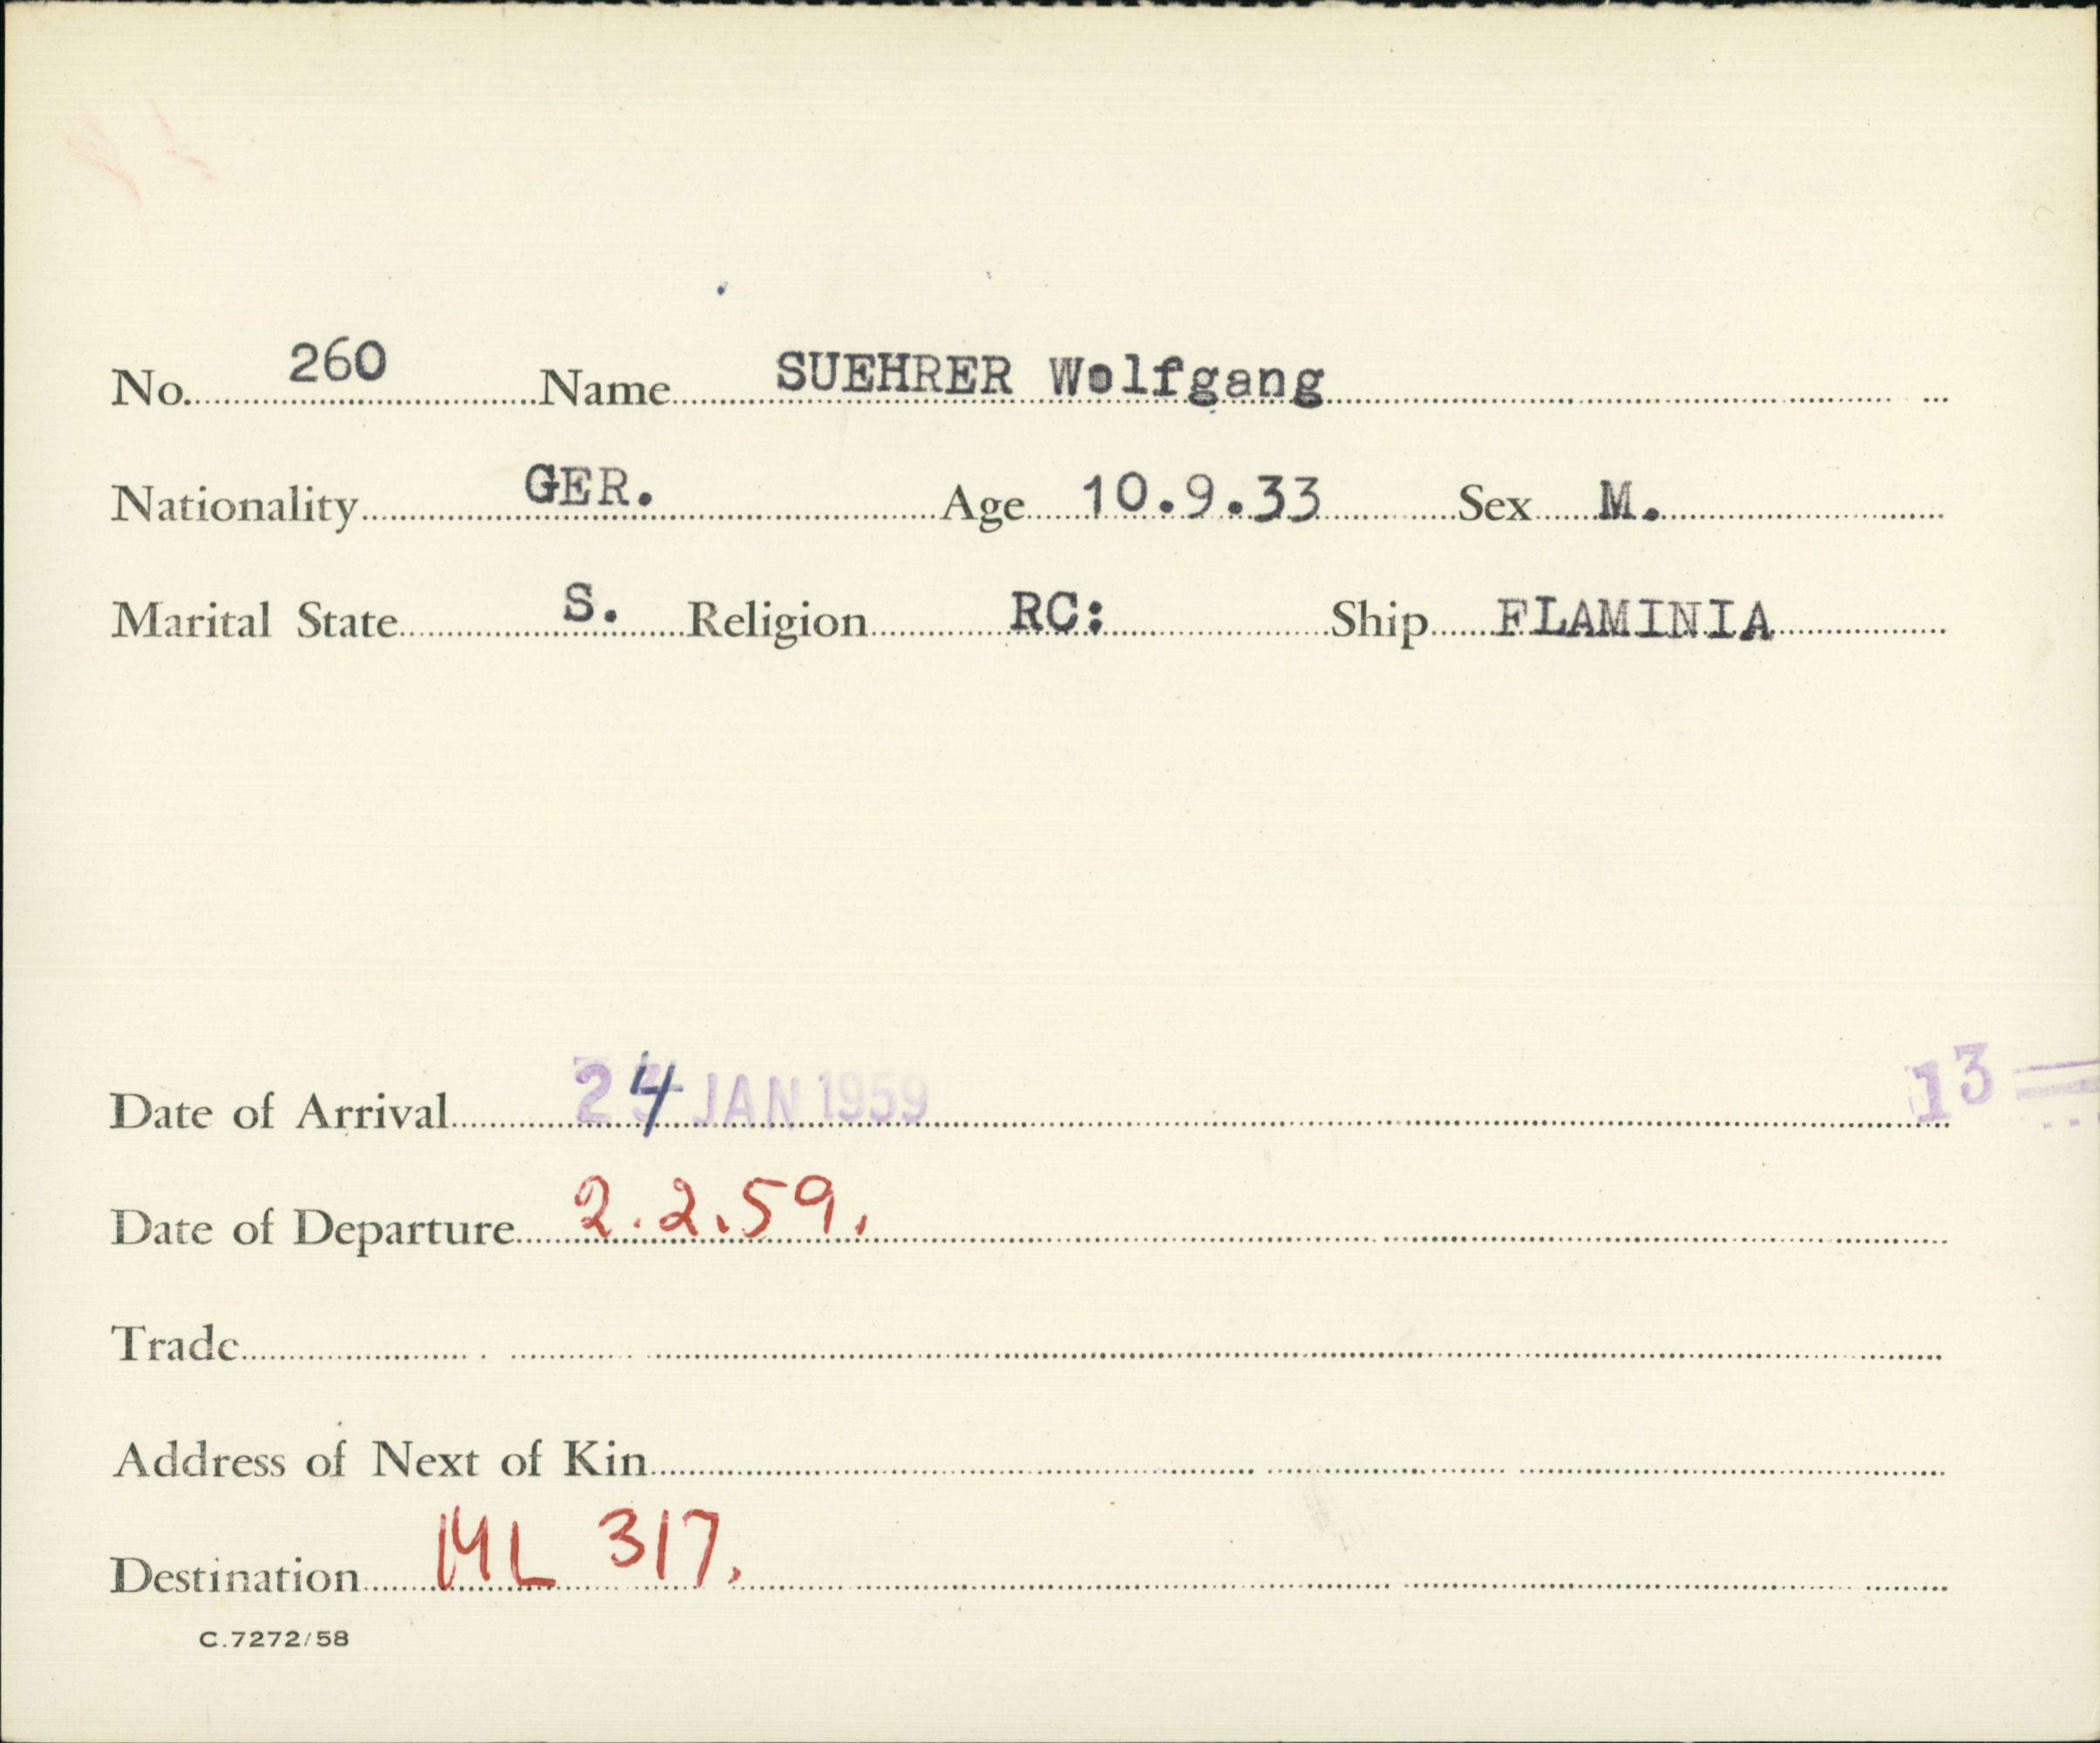 No. 260 Name SUEHRER Wolfgang
Nationality GER. Age 10.9.33 Sex M.
Marital State S. Religion RC: Ship FLAMINIA
Date of Arrival 24 JAN 1959 13
Date of Departure 2.2.59.
Trade
Address of Next of Kin
Destination ML 317.
C.7272/58